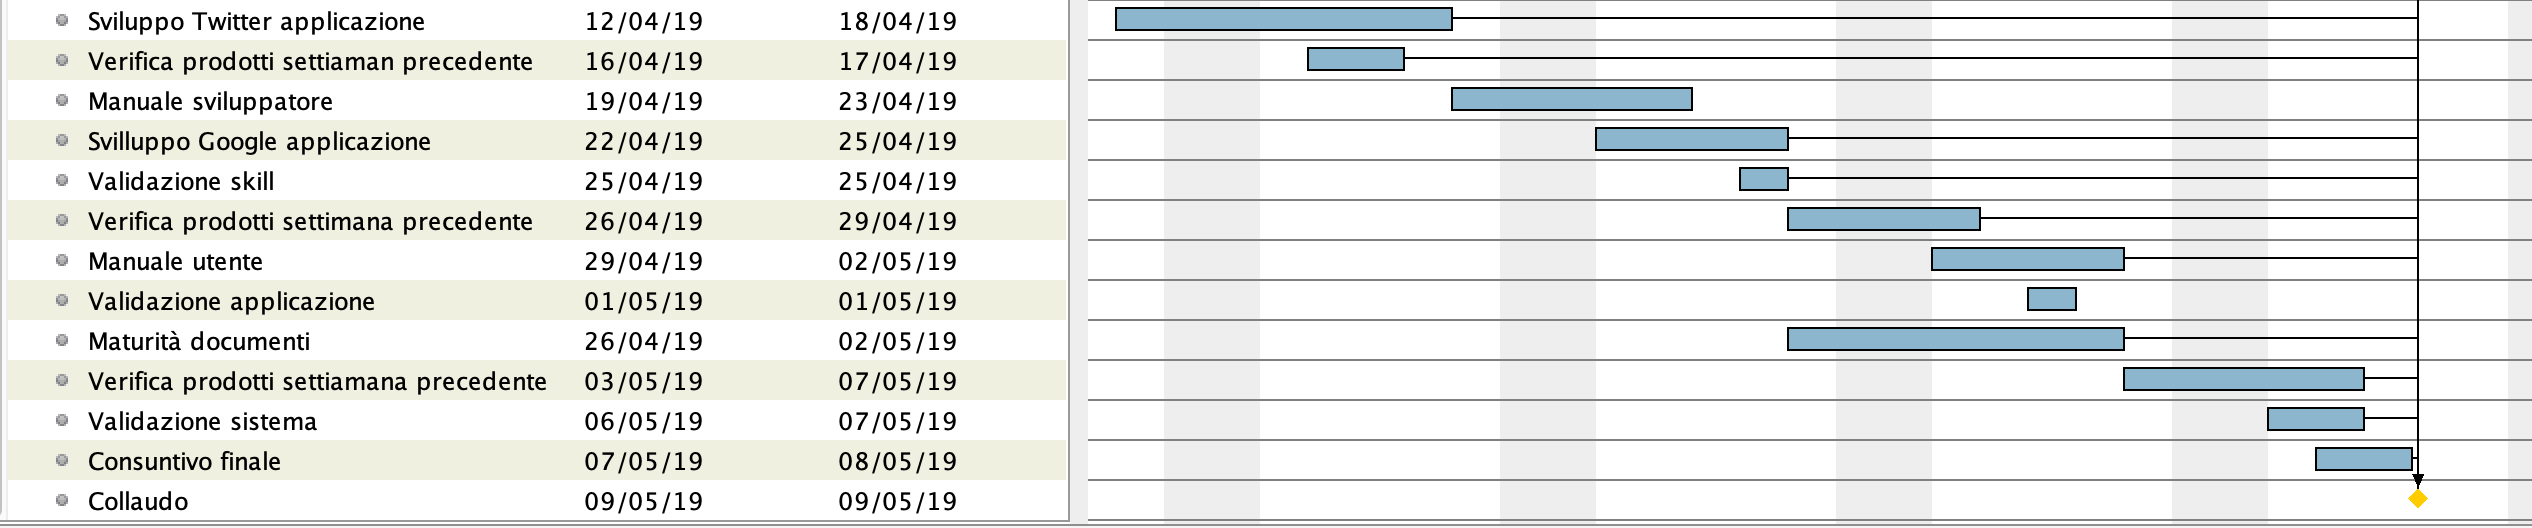 Sviluppo Twitter applicazione 12/04/19 18/04/19
Verifica prodotti settiaman precedente 16/04/19 17/04/19
Manuale sviluppatore 19/04/19 23/04/19
Svilluppo Google applicazione 22/04/19 25/04/19
Validazione skill 25/04/19 25/04/19
Verifica prodotti settimana precedente 26/04/19 29/04/19
Manuale utente 29/04/19 02/05/19
Validazione applicazione 01/05/19 01/05/19
Maturità documenti 26/04/19 02/05/19
Verifica prodotti settiamana precedente 03/05/19 07/05/19
Validazione sistema 06/05/19 07/05/19
Consuntivo finale 07/05/19 08/05/19
Collaudo 09/05/19 09/05/19